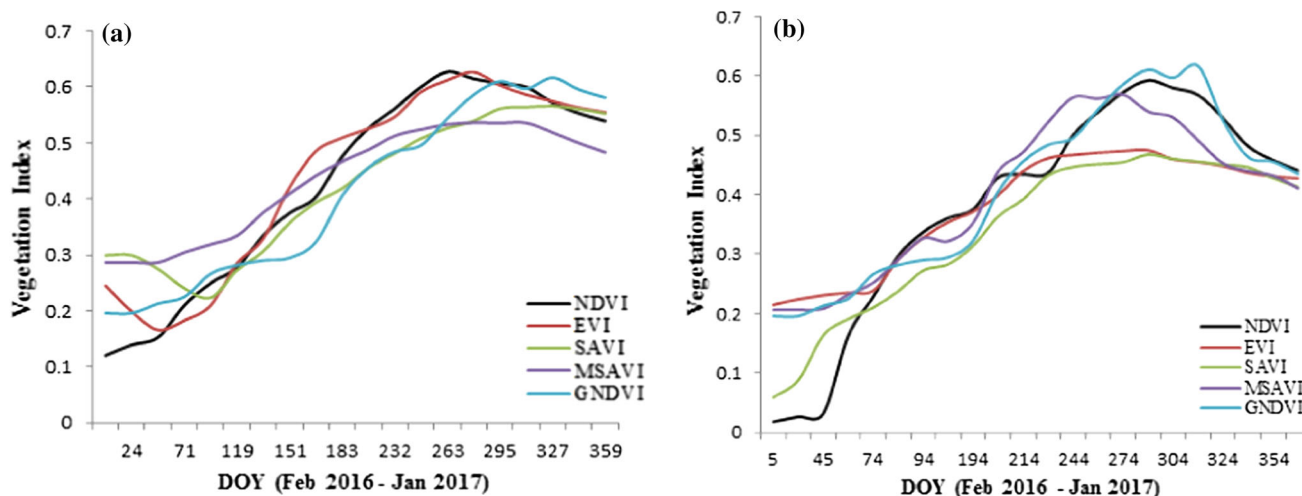 (a)
Vegetation Index
0.7
0.6
0.5
0.4
0.3
0.2
0.1
0
24 71 119 151 183 232 263 295 327 359
DOY (Feb 2016 - Jan 2017)
NDVI
EVI
SAVI
MSAVI
GNDVI
(b)
Vegetation Index
0.7
0.6
0.5
0.4
0.3
0.2
0.1
0
5 45 74 94 194 214 244 274 304 324 354
DOY (Feb 2016 - Jan 2017)
NDVI
EVI
SAVI
MSAVI
GNDVI